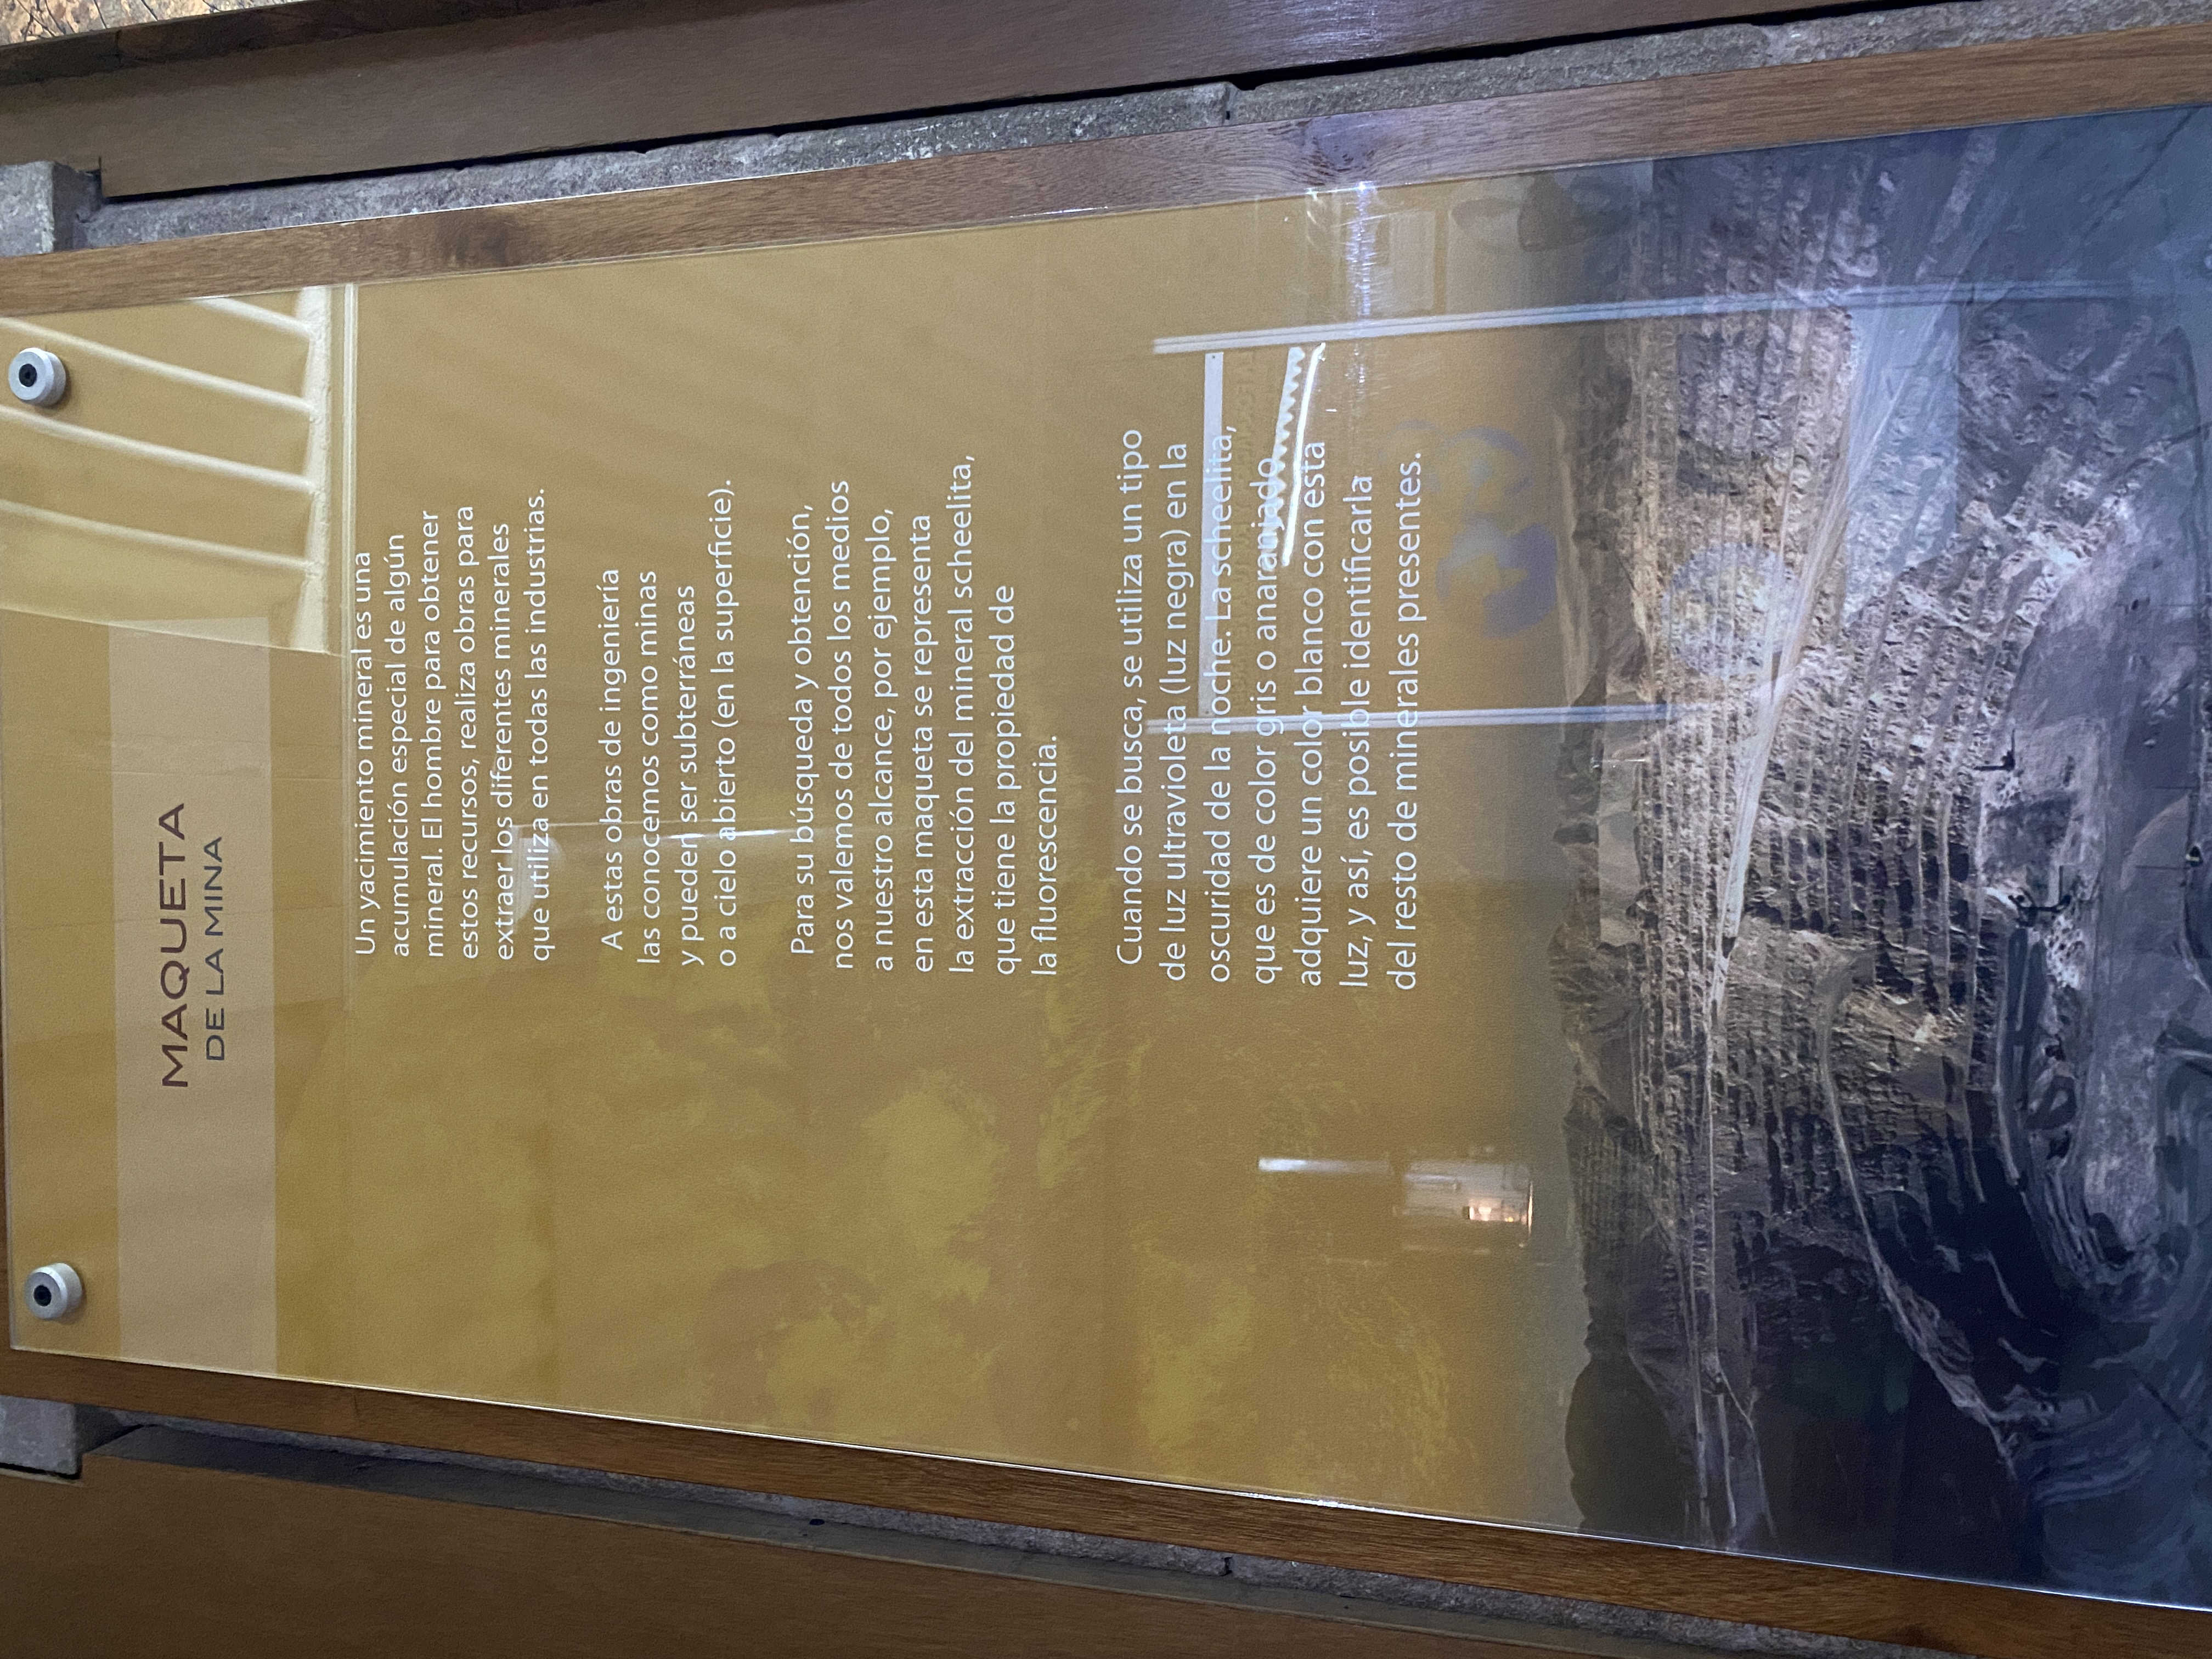 MAQUETA
DE LA MINA
Un yacimiento mineral es una
acumulación especial de algún
mineral. El hombre para obtener
estos recursos, realiza obras para
extraer los diferentes minerales
que utiliza en todas las industrias.
A estas obras de ingeniería
las conocemos como minas
y pueden ser subterráneas
o a cielo abierto (en la superficie).
Para su búsqueda y obtención,
nos valemos de todos los medios
a nuestro alcance, por ejemplo,
en esta maqueta se representa
la extracción del mineral scheelita,
que tiene la propiedad de
la fluorescencia.
Cuando se busca, se utiliza un tipo
de luz ultravioleta (luz negra) en la
oscuridad de la noche. La scheelita,
que es de color gris o anaranjado
adquiere un color blanco con esta
luz, y así, es posible identificarla
del resto de minerales presentes.